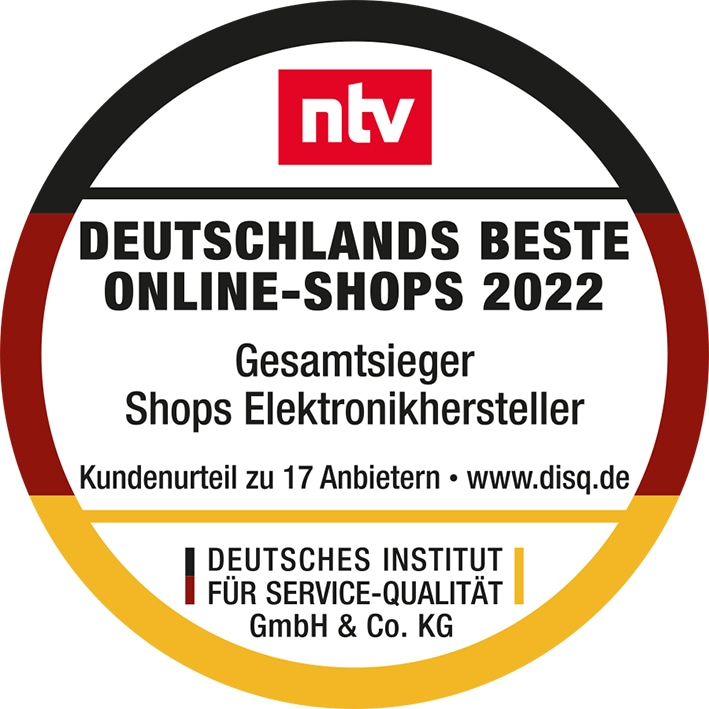 ntv
DEUTSCHLANDS BESTE
ONLINE-SHOPS 2022
Gesamtsieger
Shops Elektronikhersteller
Kundenurteil zu 17 Anbietern • www.disq.de
DEUTSCHES INSTITUT
FÜR SERVICE-QUALITÄT
GmbH & Co. KG